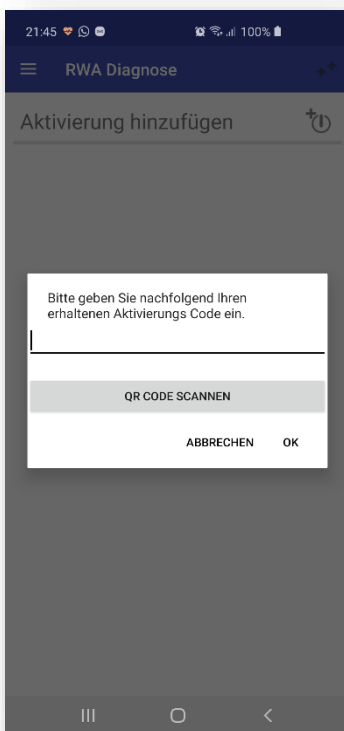 21:45 100%
RWA Diagnose
Aktivierung hinzufügen
Bitte geben Sie nachfolgend Ihren
erhaltenen Aktivierungs Code ein.
QR CODE SCANNEN
ABBRECHEN OK